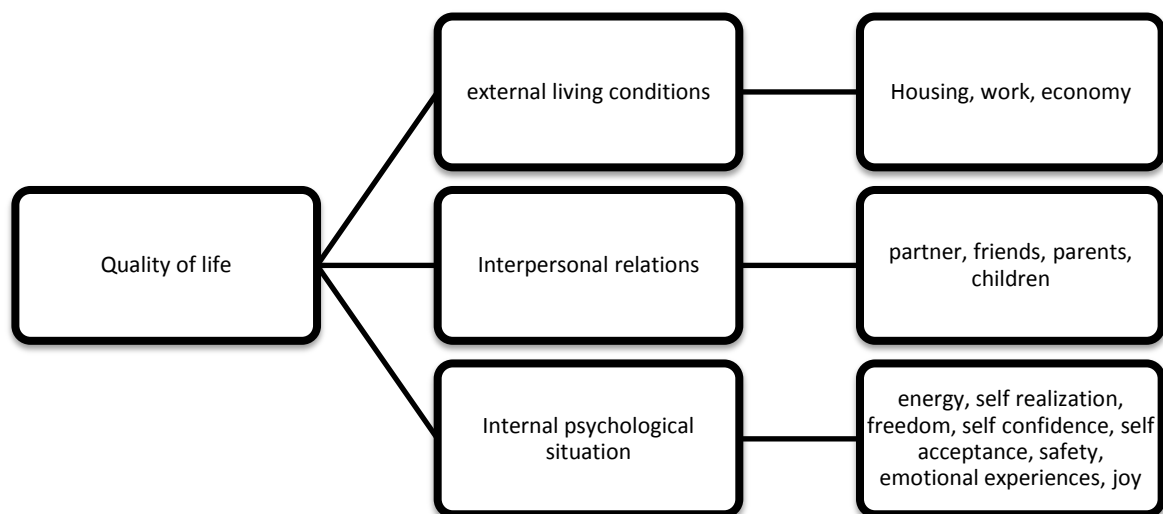 external living conditions
Housing, work, economy
Quality of life
Interpersonal relations
partner, friends, parents,
children
Internal psychological
situation
energy, self realization,
freedom, self confidence, self
acceptance, safety,
emotional experiences, joy